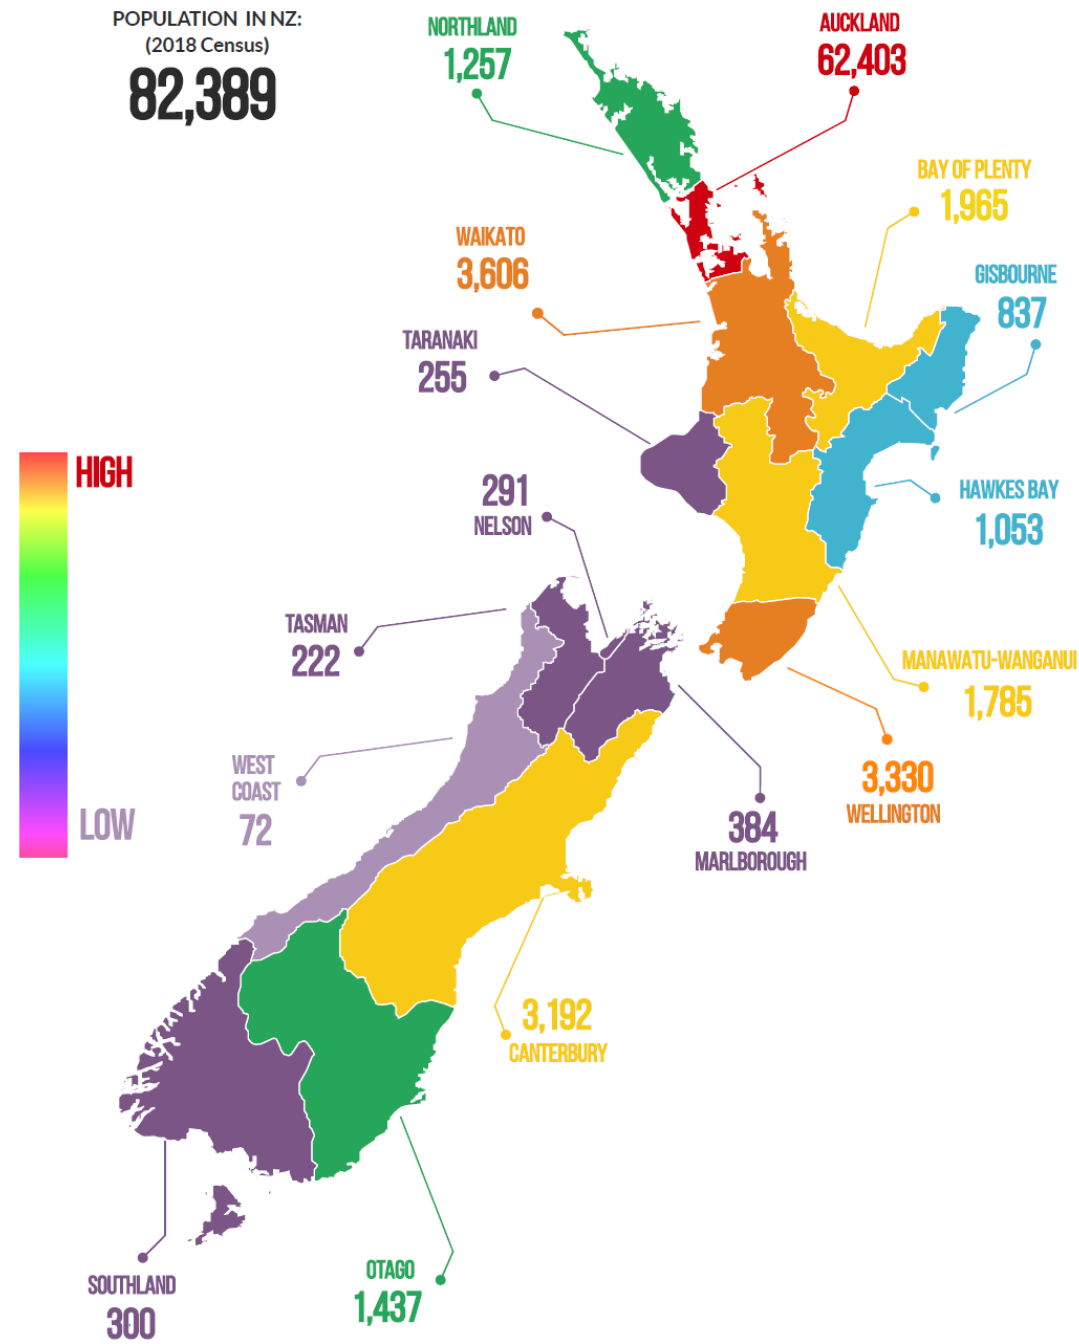 POPULATION IN NZ:
(2018 Census)
82,389
NORTHLAND
1,257
AUCKLAND
62,403
BAY OF PLENTY
1,965
WAIKATO
3,606
GISBOURNE
837
TARANAKI
255
HIGH
291
NELSON
HAWKES BAY
1,053
TASMAN
222
MANAWATU-WANGANUI
1,785
WEST
COAST
72
3,330
WELLINGTON
LOW
384
MARLBOROUGH
3,192
CANTERBURY
SOUTHLAND
300
OTAGO
1,437